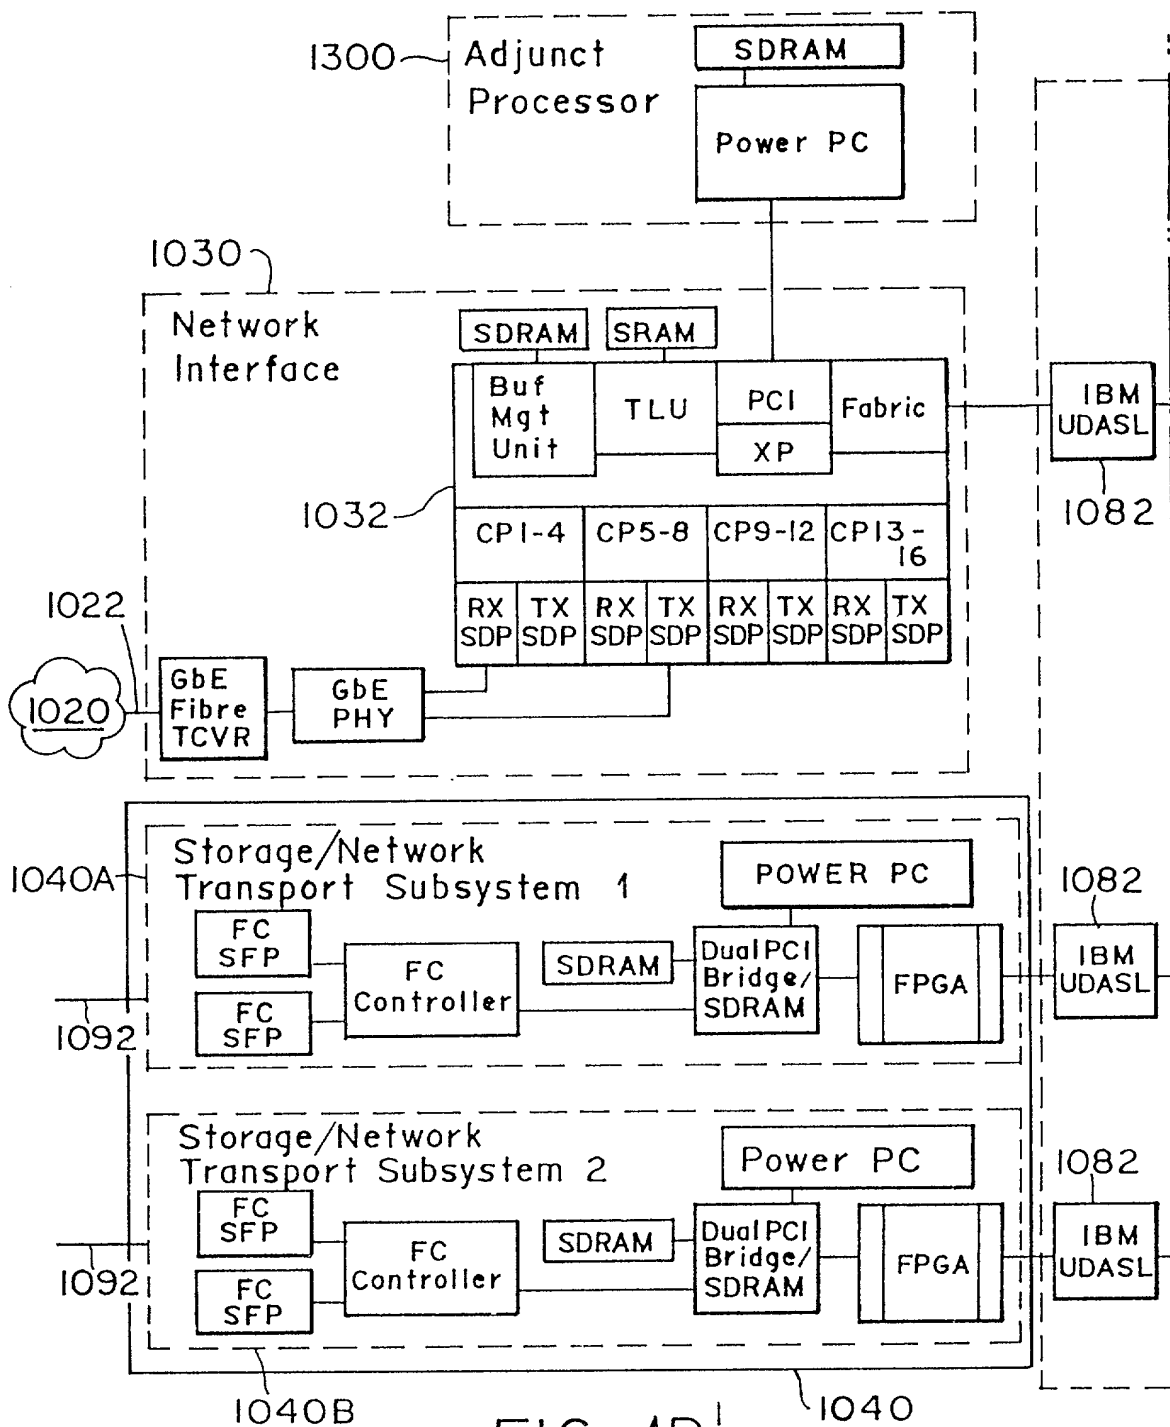 1300
Adjunct
Processor
SDRAM
Power PC
1030
Network
Interface
SDRAM
SRAM
Buf
Mgt
Unit
TLU
PCI
XP
Fabric
IBM
UDASL
1082
1032
CP1-4
CP5-8
CP9-12
CP13-
16
RX
SDP
TX
SDP
RX
SDP
TX
SDP
RX
SDP
TX
SDP
RX
SDP
TX
SDP
1022
1020
GbE
Fibre
TCVR
GbE
PHY
1040A
Storage/Network
Transport Subsystem 1
POWER PC
1082
FC
SFP
FC
SFP
FC
Controller
SDRAM
Dual PCI
Bridge/
SDRAM
FPGA
IBM
UDASL
1092
Storage/Network
Transport Subsystem 2
Power PC
1082
FC
SFP
FC
SFP
FC
Controller
SDRAM
Dual PCI
Bridge/
SDRAM
FPGA
IBM
UDASL
1092
1040B
1040